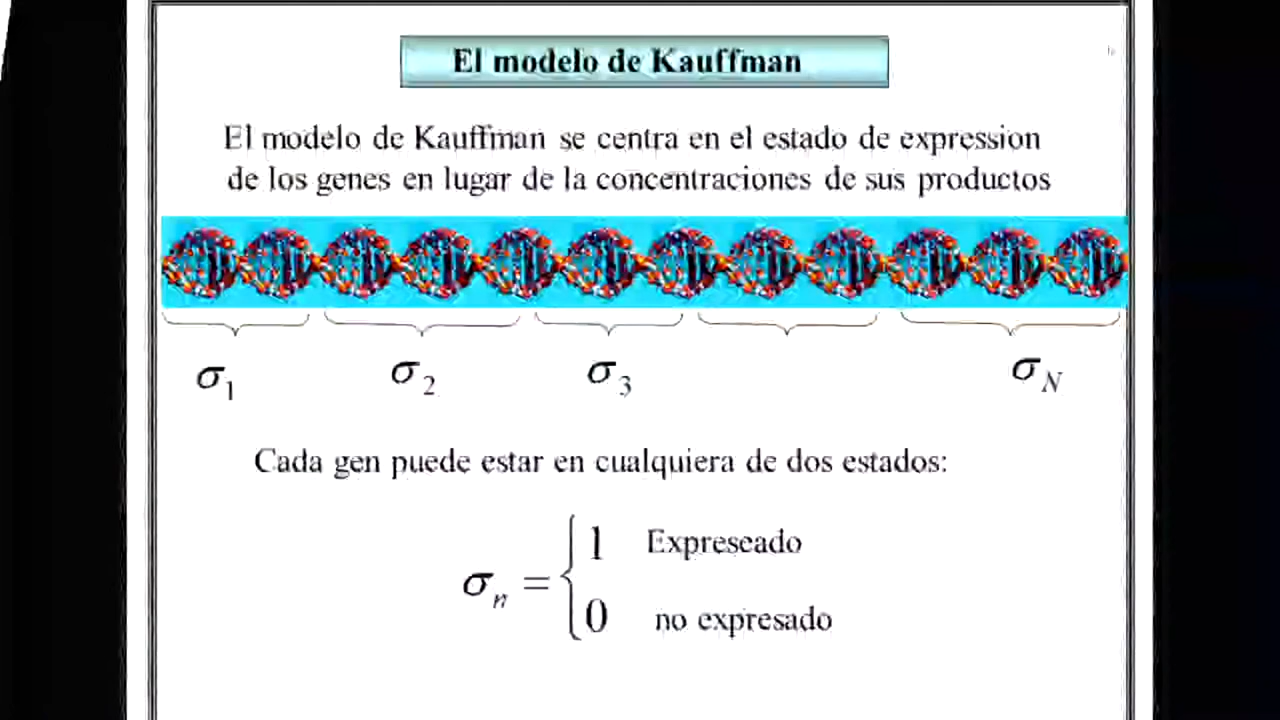 El modelo de Kauffman
El modelo de Kauffman se centra en el estado de expression
de los genes en lugar de la concentraciones de sus productos
σ1 σ2 σ3 σN
Cada gen puede estar en cualquiera de dos estados:
1 Expreseado
σn = {
0 no expresado